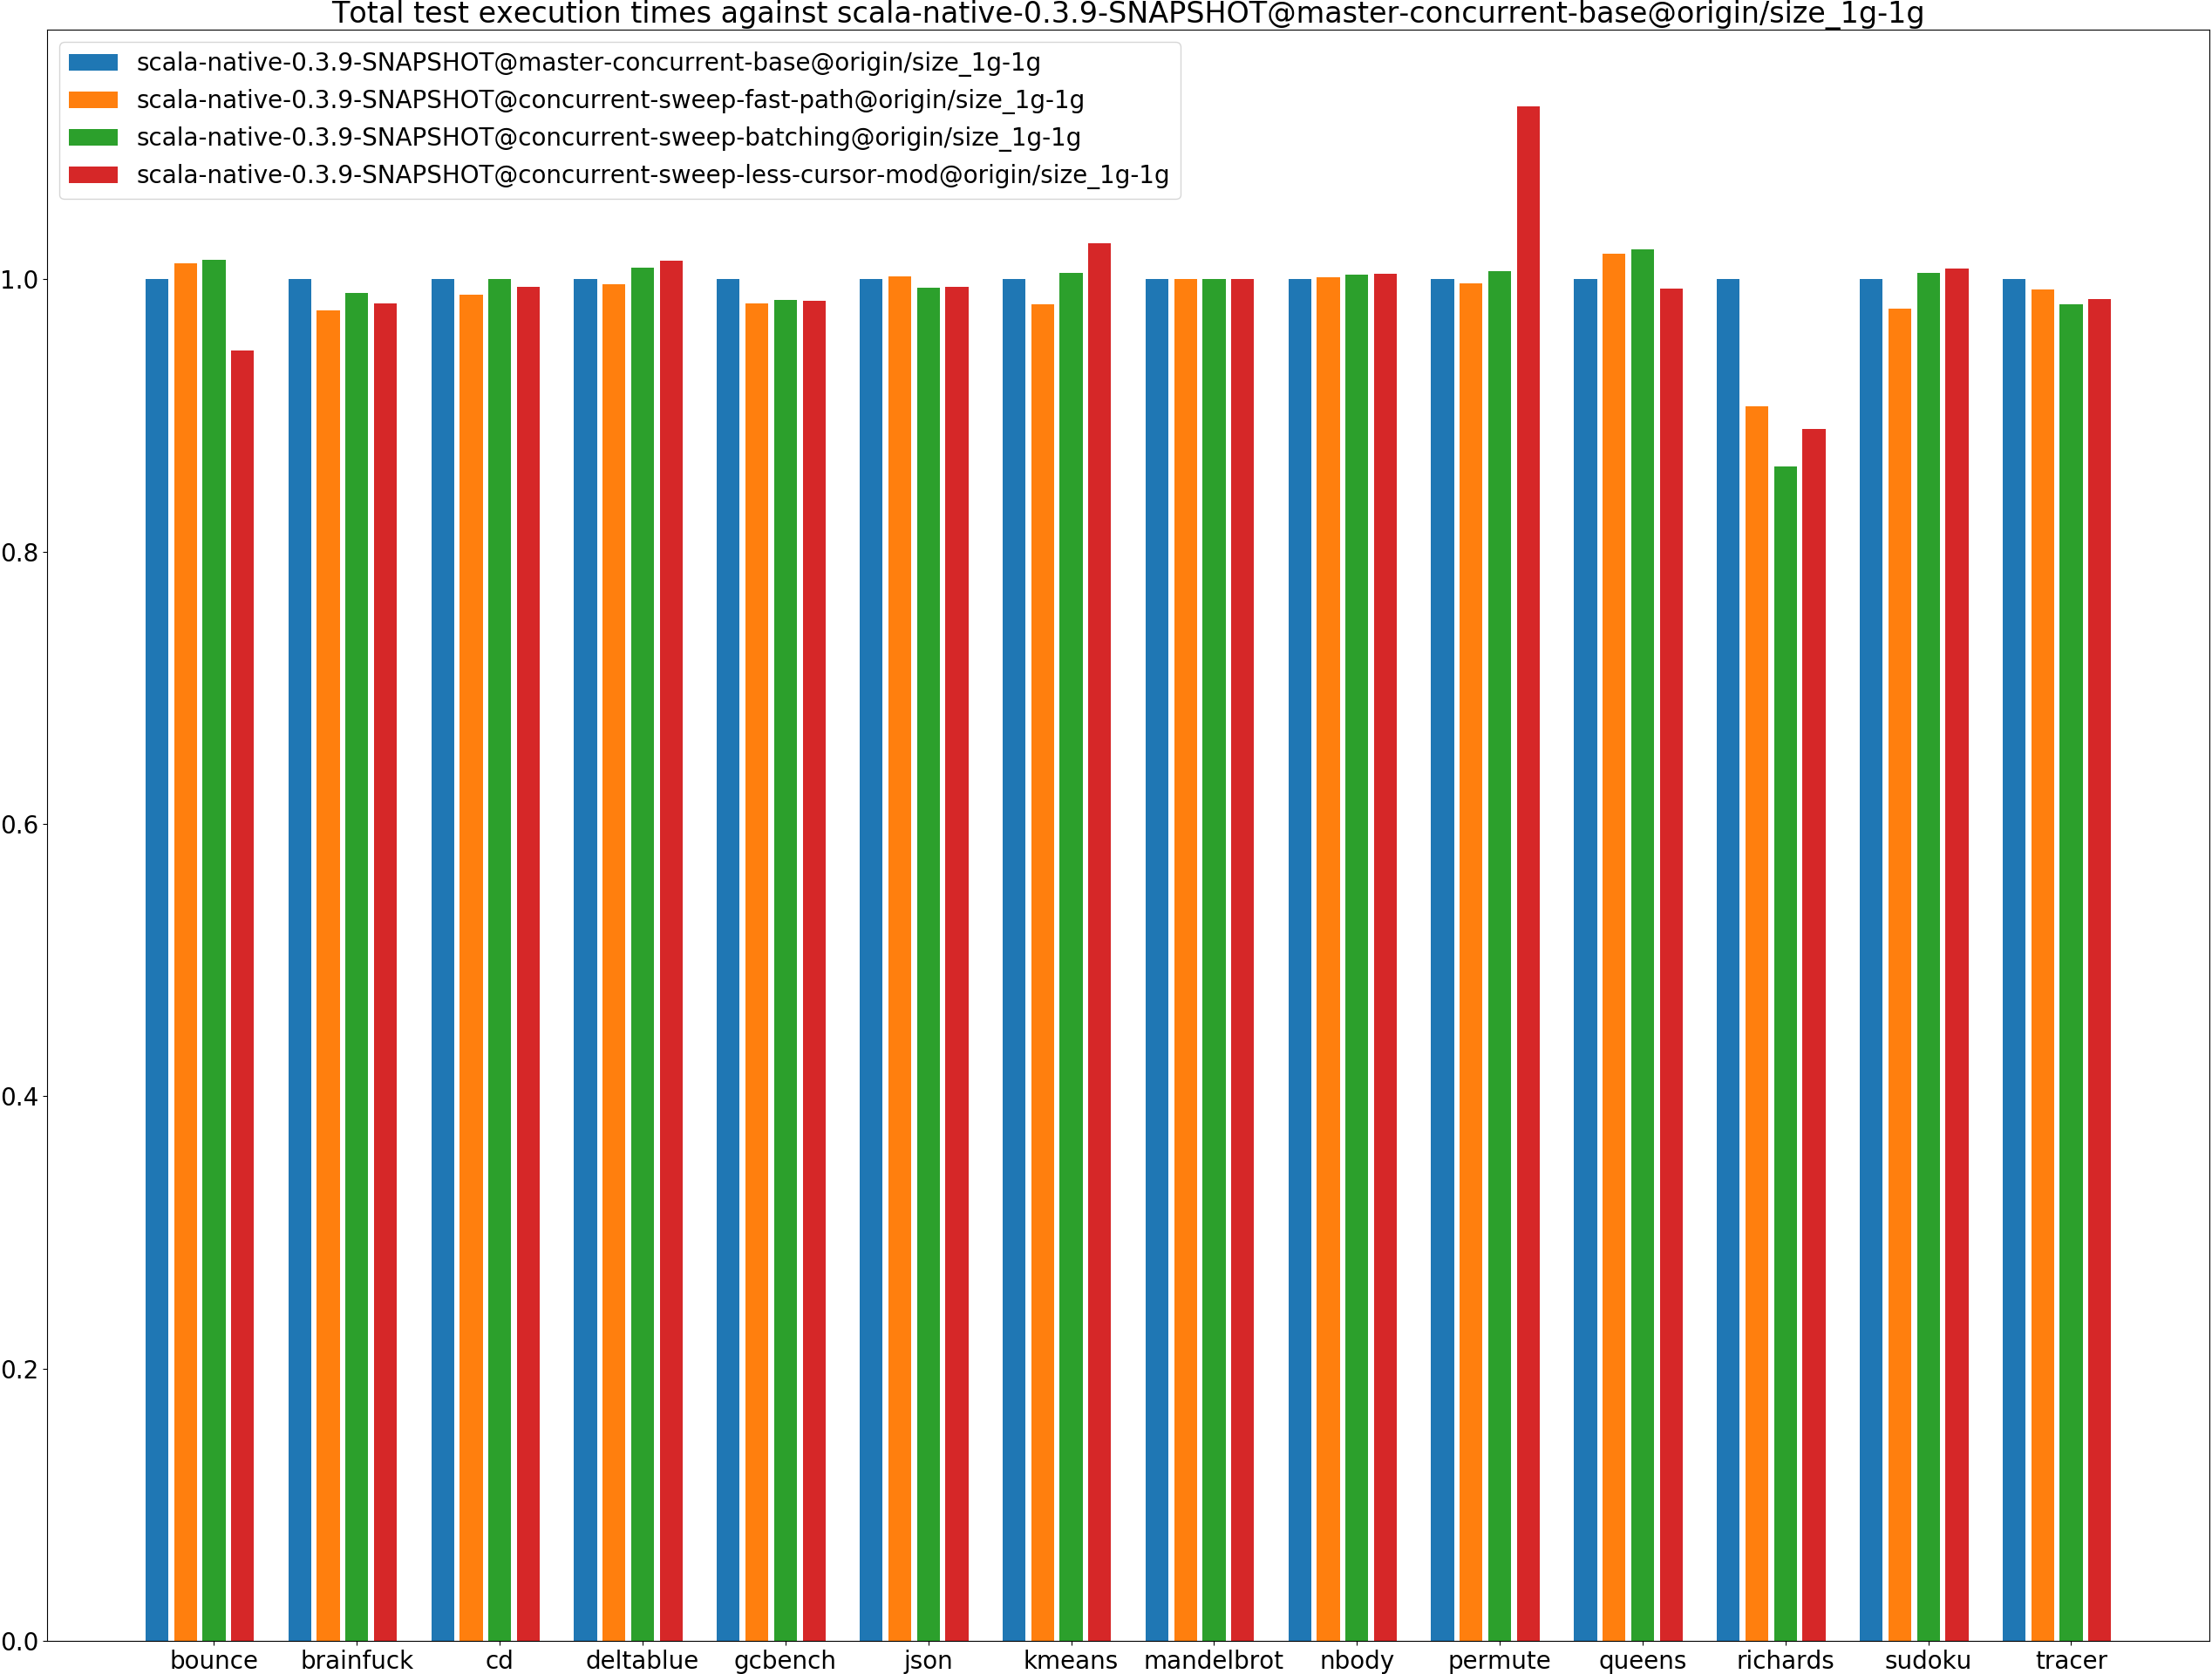 Total test execution times against scala-native-0.3.9-SNAPSHOT@master-concurrent-base@origin/size_1g-1g
scala-native-0.3.9-SNAPSHOT@master-concurrent-base@origin/size_1g-1g
scala-native-0.3.9-SNAPSHOT@concurrent-sweep-fast-path@origin/size_1g-1g
scala-native-0.3.9-SNAPSHOT@concurrent-sweep-batching@origin/size_1g-1g
scala-native-0.3.9-SNAPSHOT@concurrent-sweep-less-cursor-mod@origin/size_1g-1g
1.0
0.8
0.6
0.4
0.2
0.0
bounce brainfuck cd deltablue gcbench json kmeans mandelbrot nbody permute queens richards sudoku tracer